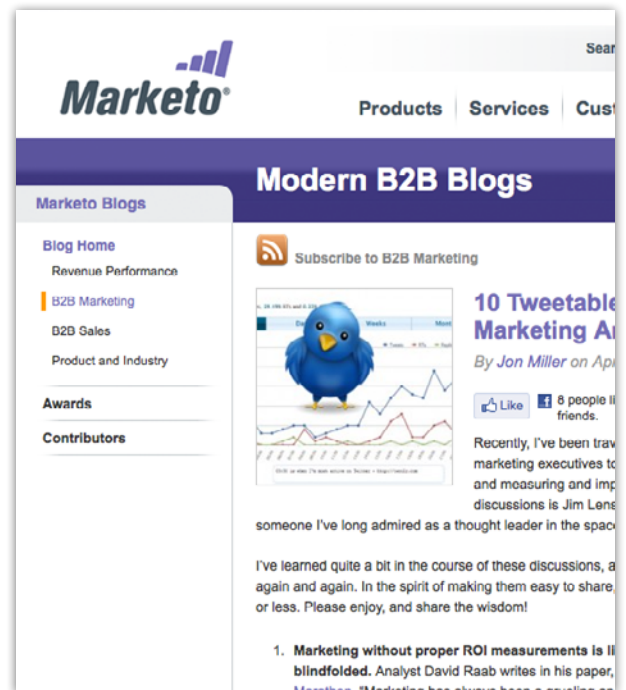 Sear
Marketo®
Products Services Cust
Modern B2B Blogs
Marketo Blogs
Blog Home
Revenue Performance
B2B Marketing
B2B Sales
Product and Industry
Awards
Contributors
Subscribe to B2B Marketing
Weeks
10 Tweetable
Marketing
By Jon Miller on
Like 8 people
friends.
Recently, I've been
marketing executives to
and measuring and
discussions is Jim
someone I've long admired as a thought leader in the
I've learned quite a bit in the course of these discussions,
again and again. In the spirit of making them easy to share,
or less. Please enjoy, and share the wisdom!
1. Marketing without proper ROI measurements is
blindfolded. Analyst David Raab writes in his paper,